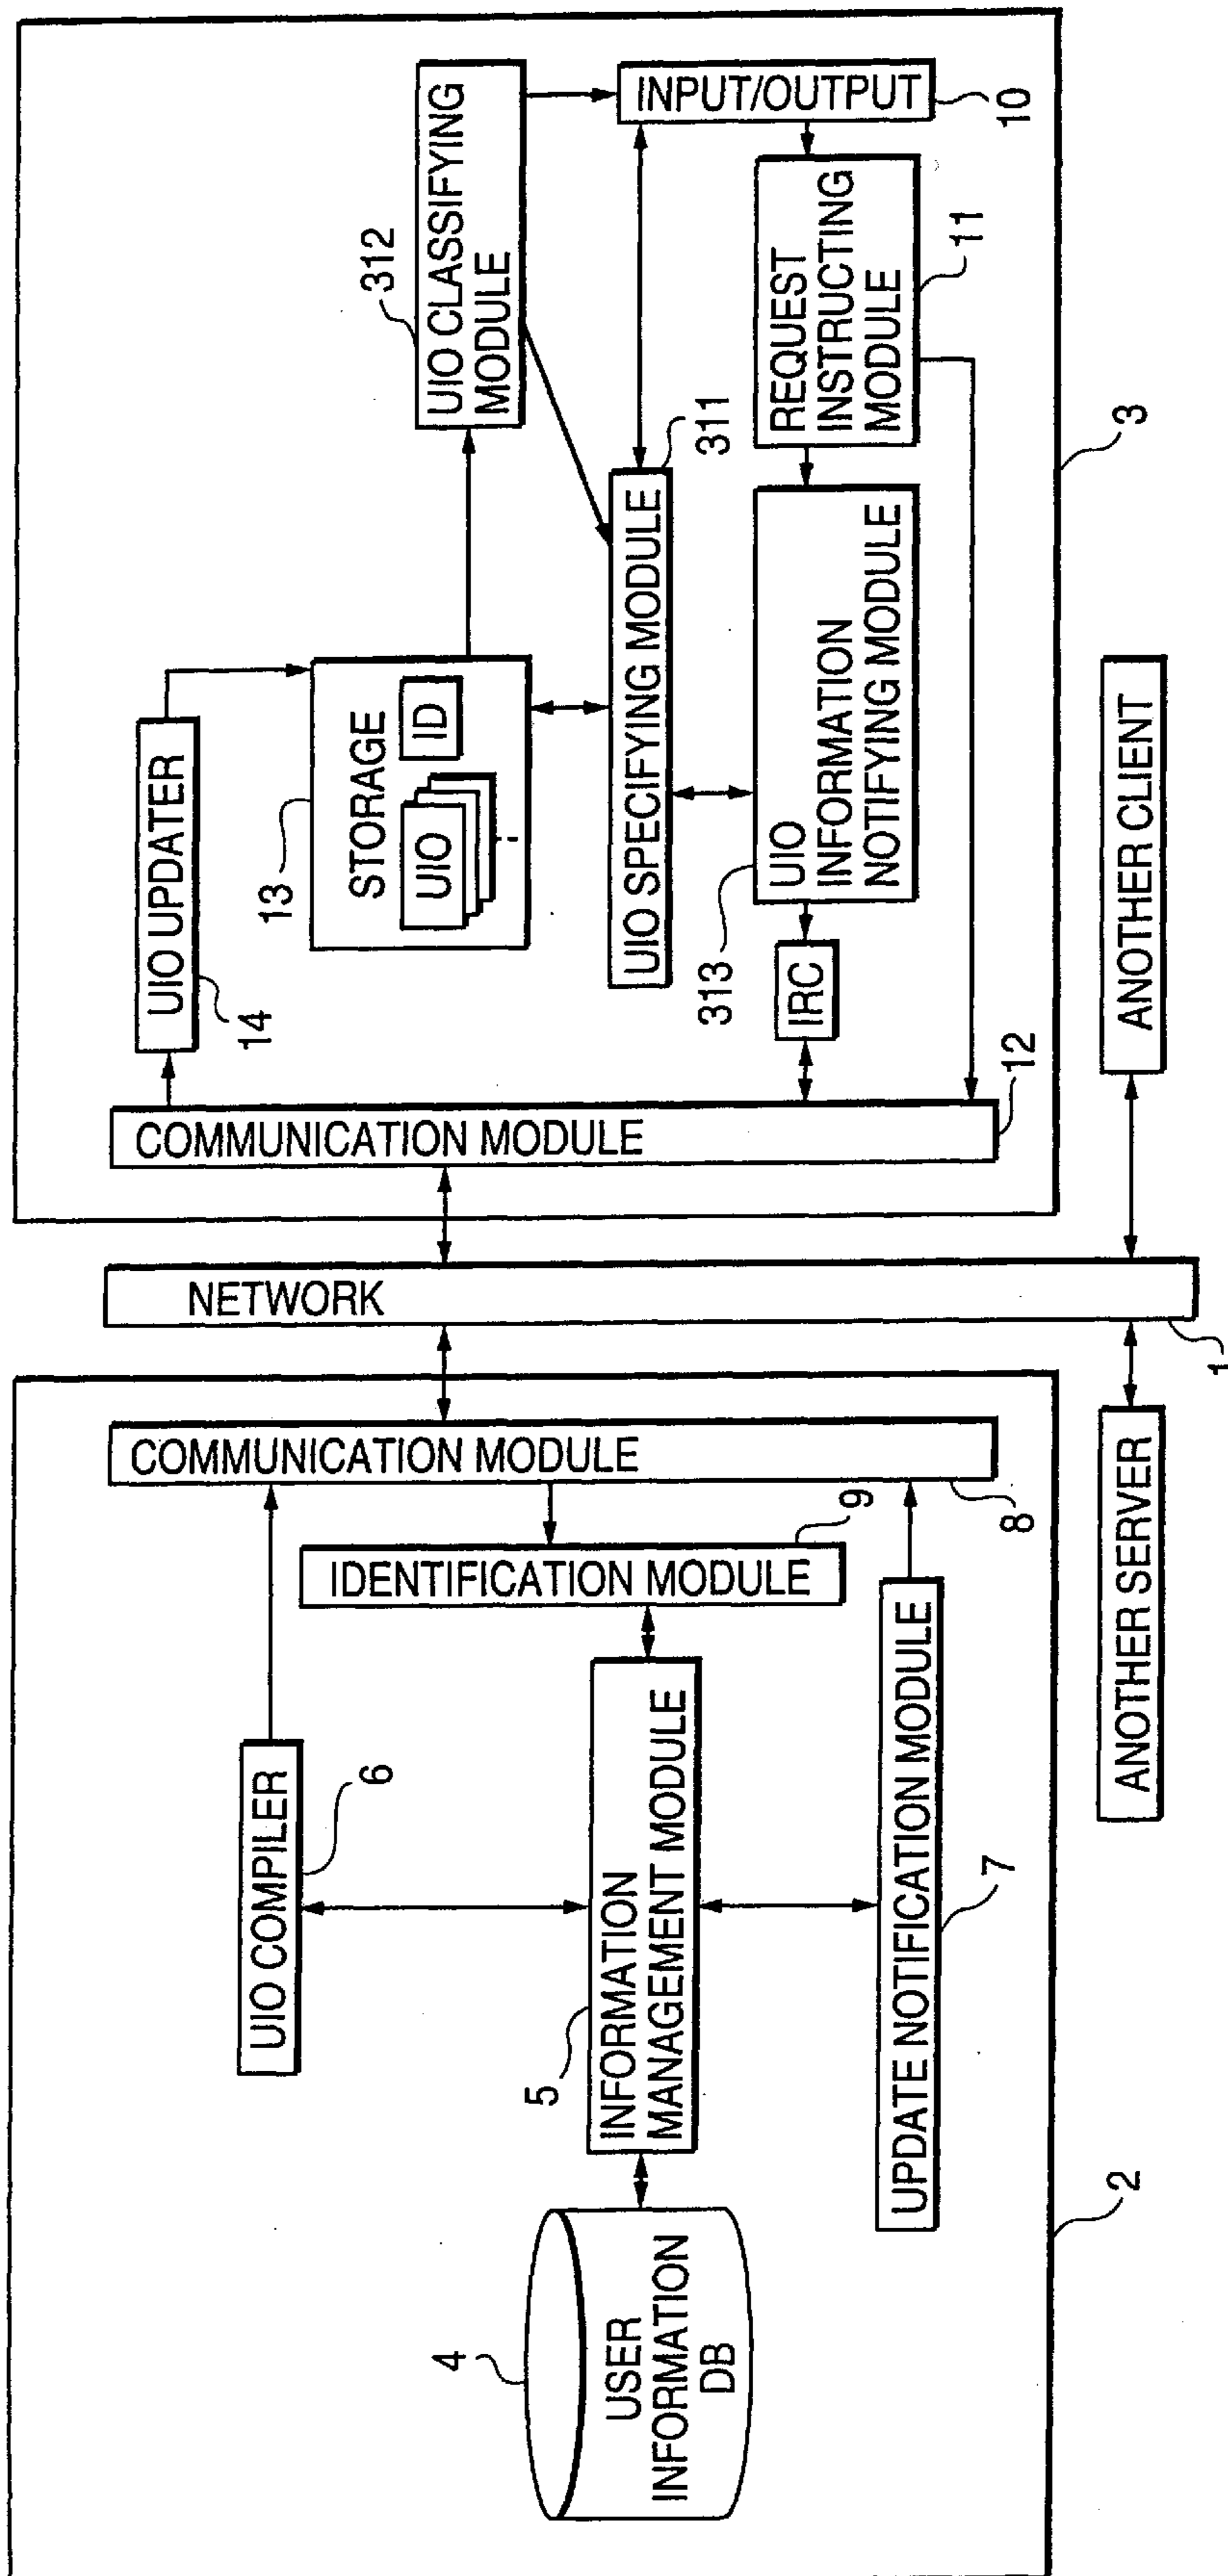 4
USER
INFORMATION
DB
2
5
INFORMATION
MANAGEMENT MODULE
UIO COMPILER
6
UPDATE NOTIFICATION MODULE
7
IDENTIFICATION MODULE
9
COMMUNICATION MODULE
8
ANOTHER SERVER
NETWORK
1
ANOTHER CLIENT
COMMUNICATION MODULE
12
14
UIO UPDATER
13
STORAGE
UIO
ID
UIO SPECIFYING MODULE
311
313
IRC
UIO
INFORMATION
NOTIFYING MODULE
312
UIO CLASSIFYING
MODULE
REQUEST
INSTRUCTING
MODULE
11
INPUT/OUTPUT
10
3